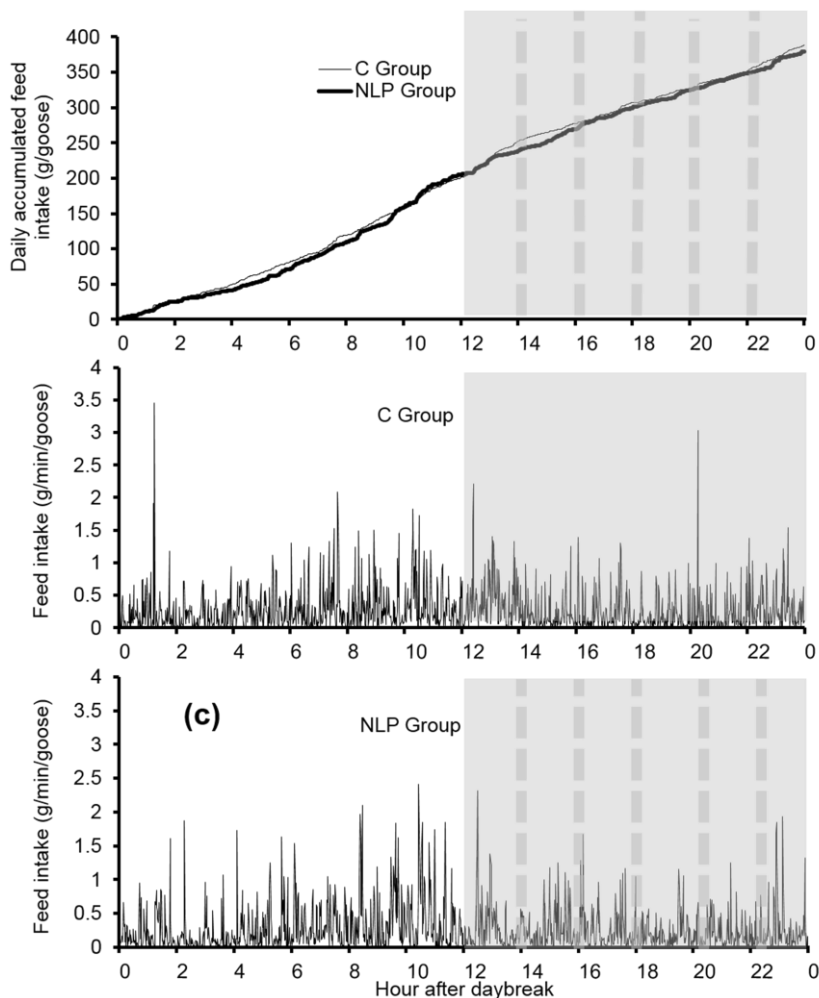 400
350
300
250
200
150
100
50
0
Daily accumulated feed
intake (g/goose)
C Group
NLP Group
0 2 4 6 8 10 12 14 16 18 20 22 0
4
3.5
3
2.5
2
1.5
1
0.5
0
Feed intake (g/min/goose)
C Group
0 2 4 6 8 10 12 14 16 18 20 22 0
4
3.5
3
2.5
2
1.5
1
0.5
0
Feed intake (g/min/goose)
(c)
NLP Group
0 2 4 6 8 10 12 14 16 18 20 22 0
Hour after daybreak